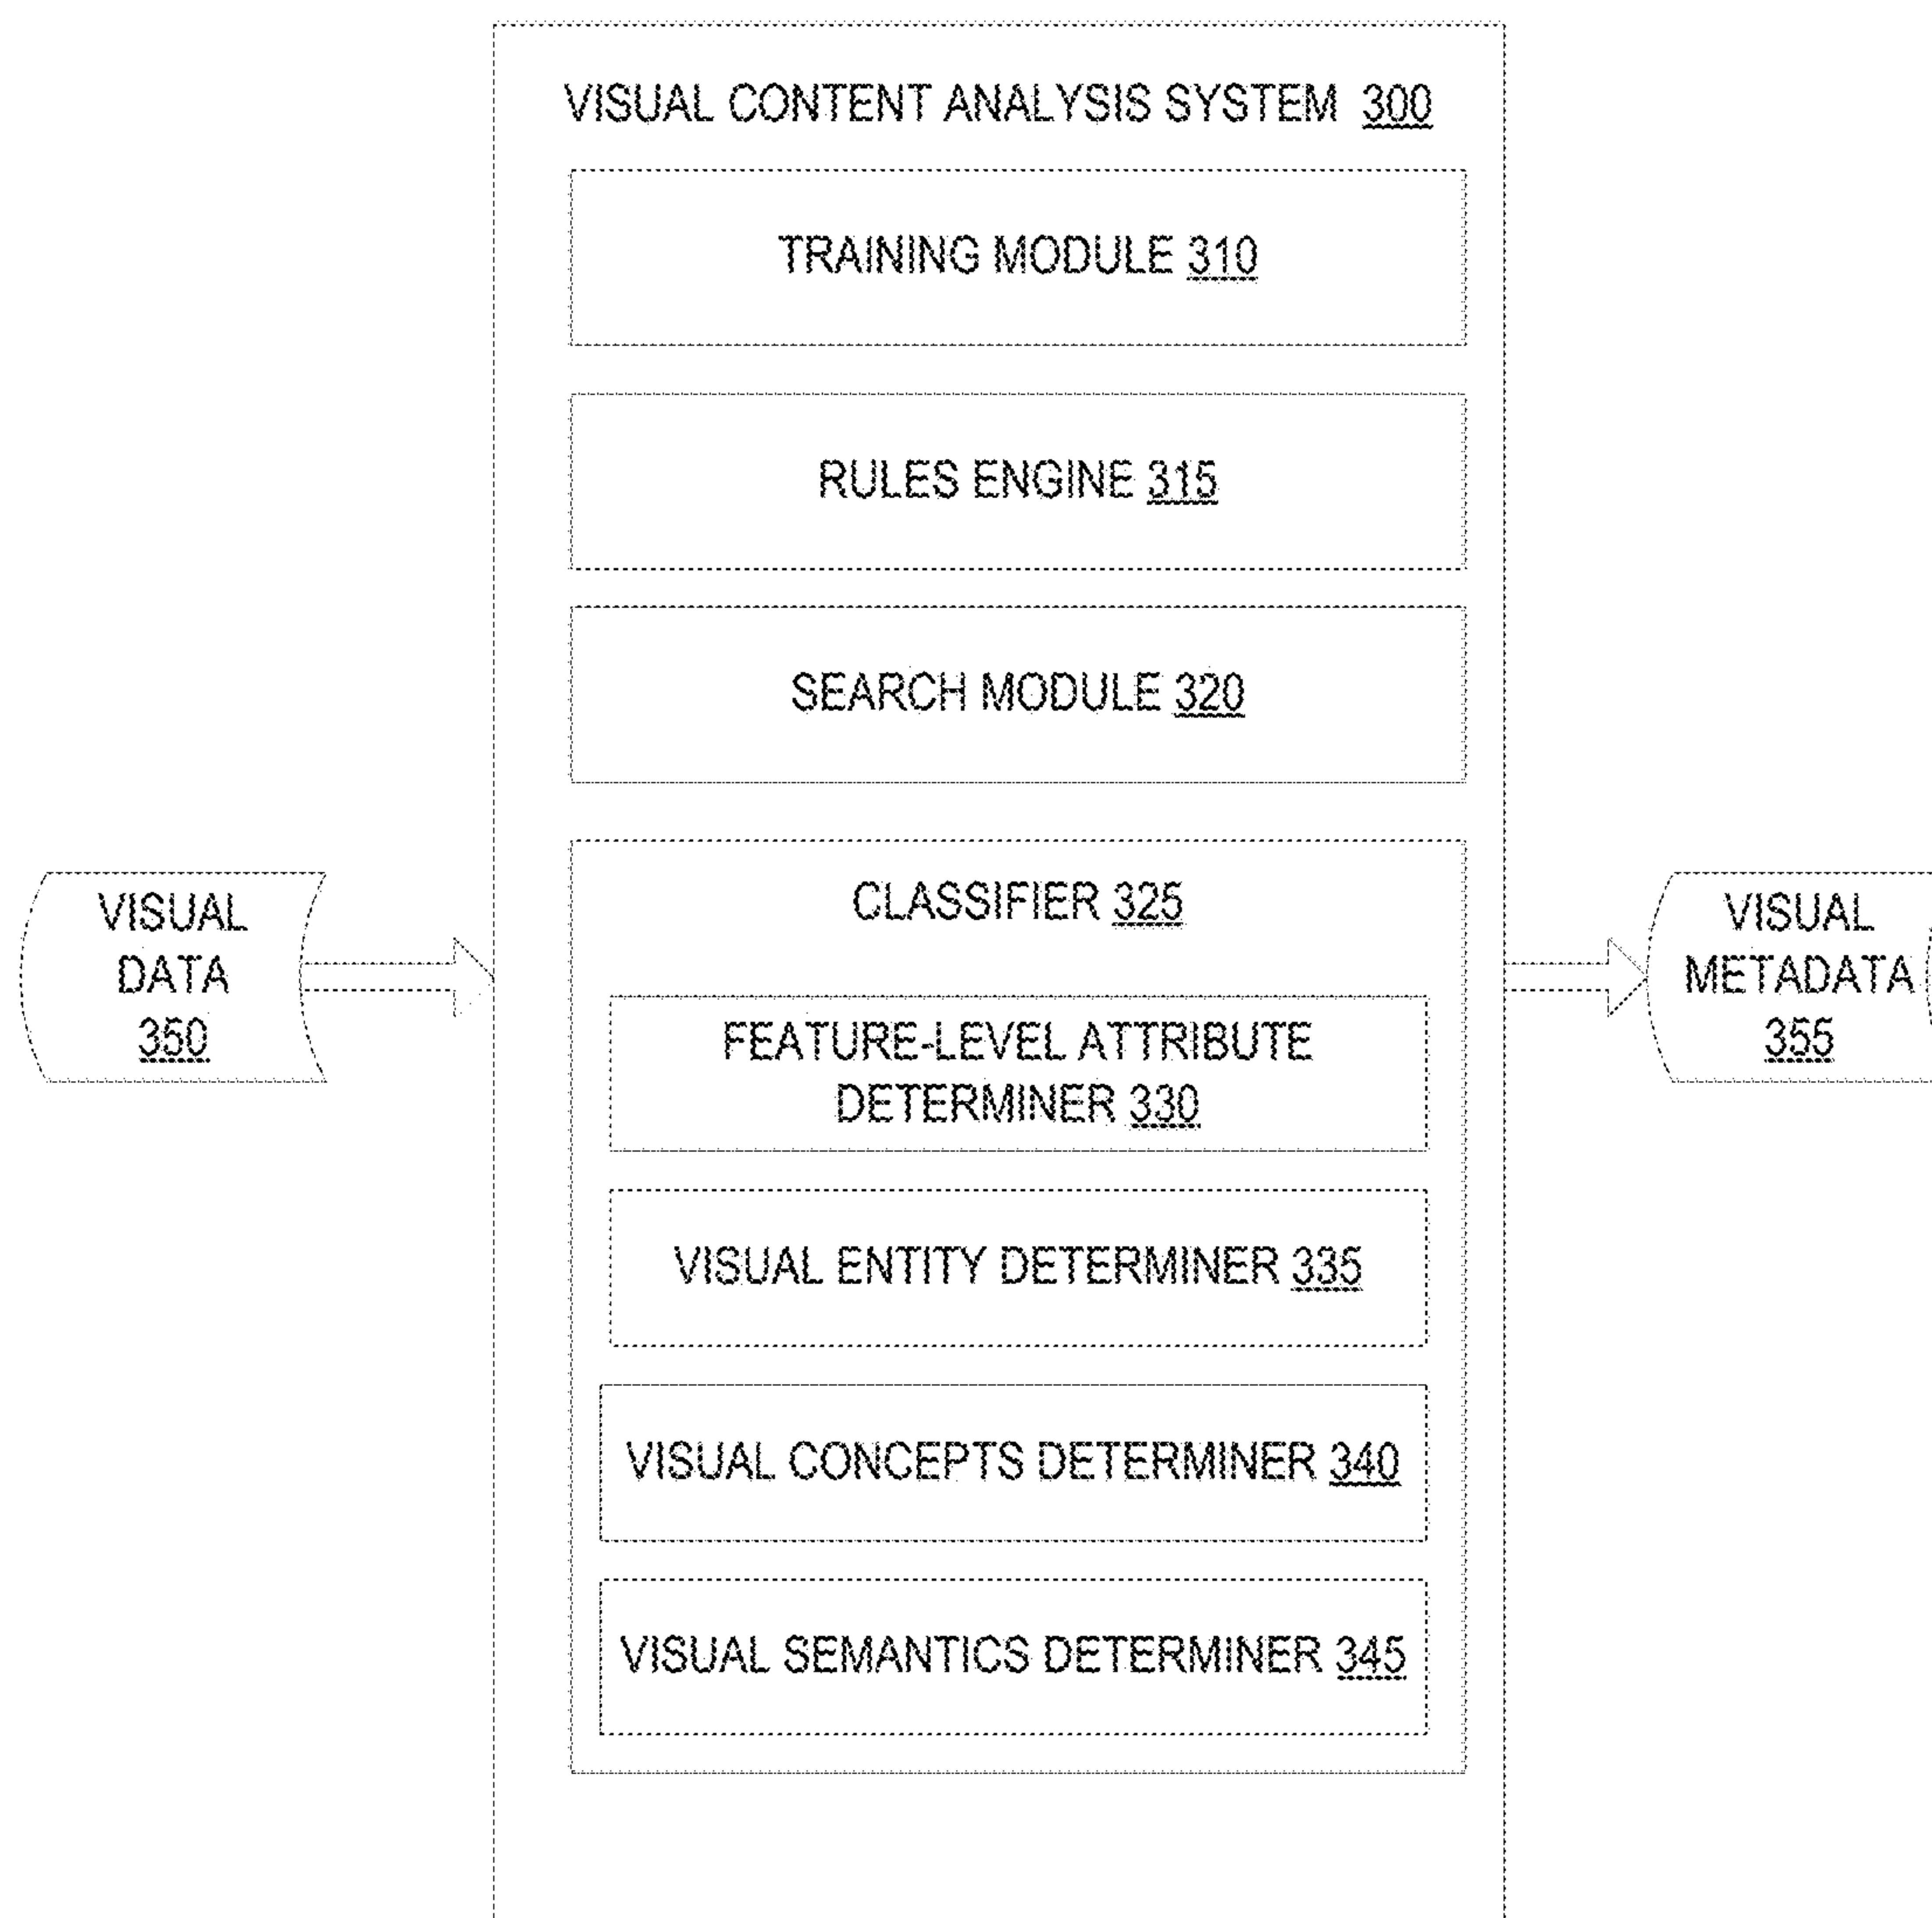 VISUAL CONTENT ANALYSIS SYSTEM 300
TRAINING MODULE 310
RULES ENGINE 315
SEARCH MODULE 320
CLASSIFIER 325
VISUAL
DATA
350
FEATURE-LEVEL ATTRIBUTE
DETERMINER 330
VISUAL ENTITY DETERMINER 335
VISUAL CONCEPTS DETERMINER 340
VISUAL SEMANTICS DETERMINER 345
VISUAL
METADATA
355